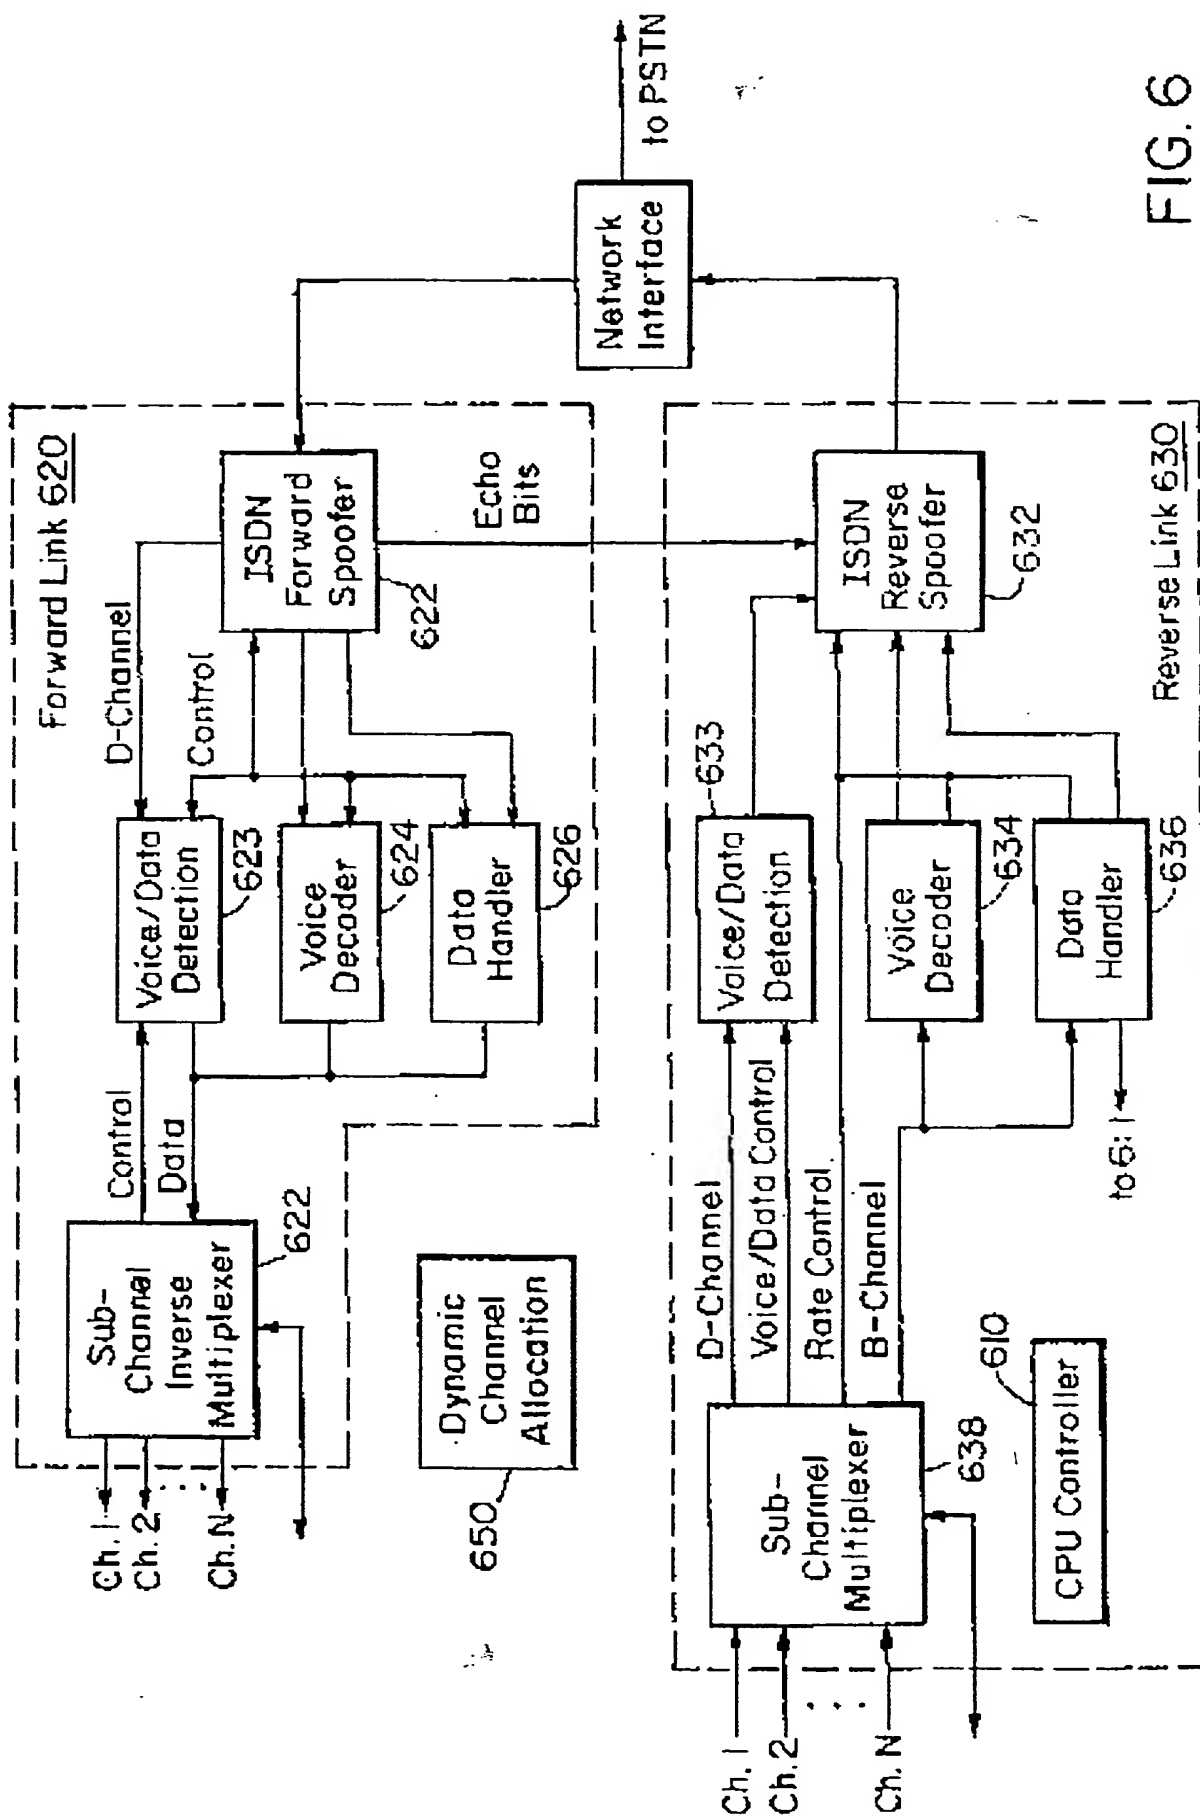 Forward Link 620
D-Channel
Control
ISDN
Forward
Spoofer
622
Echo
Bits
Voice/Data
Detection
623
Voice
Decoder
624
Data
Handler
626
Control
Data
Sub-
Channel
Inverse
Multiplexer
622
Ch. 1
Ch. 2
Ch. N
Dynamic
Channel
Allocation
650
Network
Interface
to PSTN
Reverse Link 630
ISDN
Reverse
Spoofer
632
Voice/Data
Detection
633
Voice
Decoder
634
Data
Handler
636
to 611
D-Channel
Voice/Data Control
Rate Control
B-Channel
Sub-
Channel
Multiplexer
638
Ch. 1
Ch. 2
Ch. N
CPU Controller
610
FIG. 6